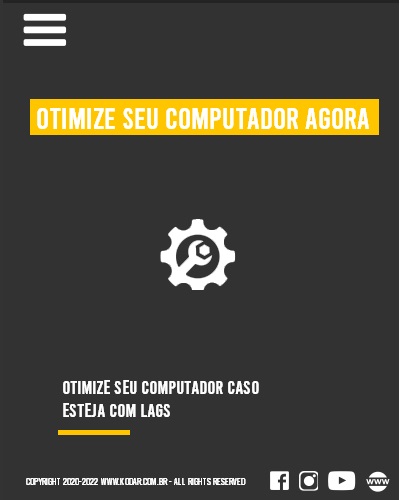 OTIMIZE SEU COMPUTADOR AGORA
OTIMIZE SEU COMPUTADOR CASO
ESTEJA COM LAGS
COPYRIGHT 2020-2022 WWW.KODAR.COM.BR - ALL RIGHTS RESERVED
WWW